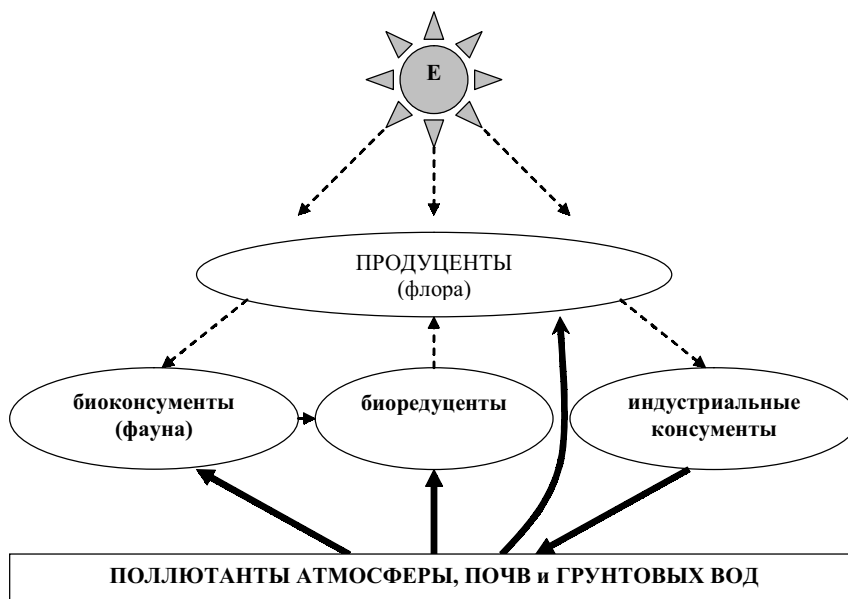 E
ПРОДУЦЕНТЫ
(флора)
биоконсументы
(фауна)
биоредуценты
индустриальные
консументы
ПОЛЛЮТАНТЫ АТМОСФЕРЫ, ПОЧВ и ГРУНТОВЫХ ВОД